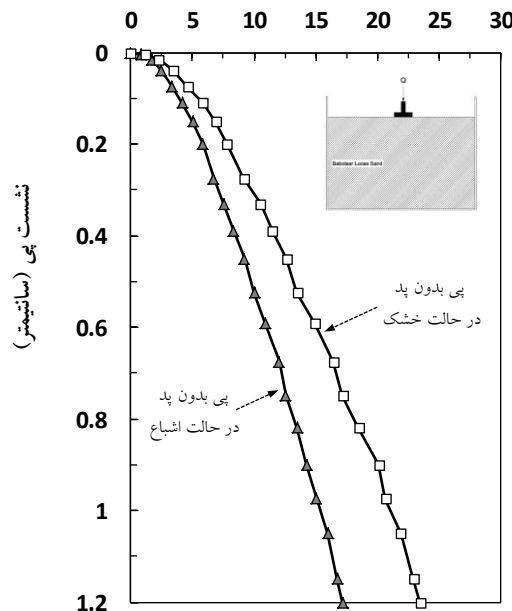 0 5 10 15 20 25 30
0
0.2
0.4
0.6
0.8
1
1.2
نشست پی (سانتیمتر)
Q
Babolsar Loose Sand
پی بدون پد
در حالت خشک
پی بدون پد
در حالت اشباع